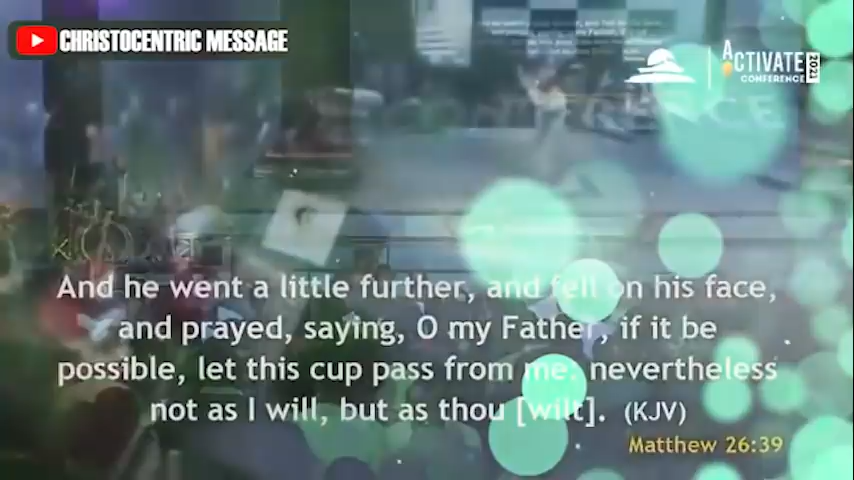 CHRISTOCENTRIC MESSAGE
ACTIVATE
CONFERENCE
2021
And he went a little further, and fell on his face,
and prayed, saying, O my Father, if it be
possible, let this cup pass from me: nevertheless
not as I will, but as thou [wilt]. (KJV)
Matthew 26:39